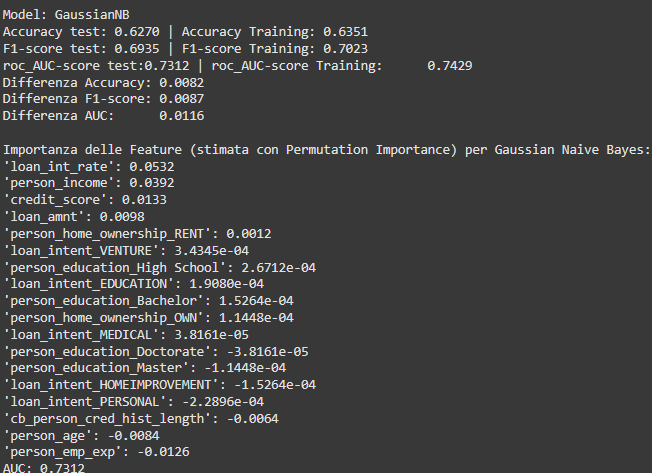 Model: GaussianNB
Accuracy test: 0.6270 | Accuracy Training: 0.6351
F1-score test: 0.6935 | F1-score Training: 0.7023
roc_AUC-score test:0.7312 | roc_AUC-score Training:      0.7429
Differenza Accuracy: 0.0082
Differenza F1-score: 0.0087
Differenza AUC:      0.0116
Importanza delle Feature (stimata con Permutation Importance) per Gaussian Naive Bayes:
'loan_int_rate': 0.0532
'person_income': 0.0392
'credit_score': 0.0133
'loan_amnt': 0.0098
'person_home_ownership_RENT': 0.0012
'loan_intent_VENTURE': 3.4345e-04
'person_education_High School': 2.6712e-04
'loan_intent_EDUCATION': 1.9080e-04
'person_education_Bachelor': 1.5264e-04
'person_home_ownership_OWN': 1.1448e-04
'loan_intent_MEDICAL': 3.8161e-05
'person_education_Doctorate': -3.8161e-05
'person_education_Master': -1.1448e-04
'loan_intent_HOMEIMPROVEMENT': -1.5264e-04
'loan_intent_PERSONAL': -2.2896e-04
'cb_person_cred_hist_length': -0.0064
'person_age': -0.0084
'person_emp_exp': -0.0126
AUC: 0.7312